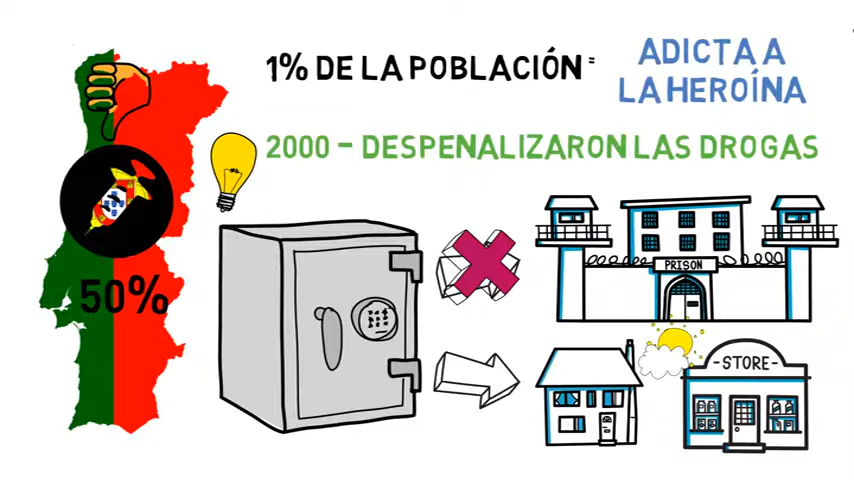 1% DE LA POBLACIÓN =
ADICTA A
LA HEROÍNA
2000 - DESPENALIZARON LAS DROGAS
50%
PRISON
-STORE-